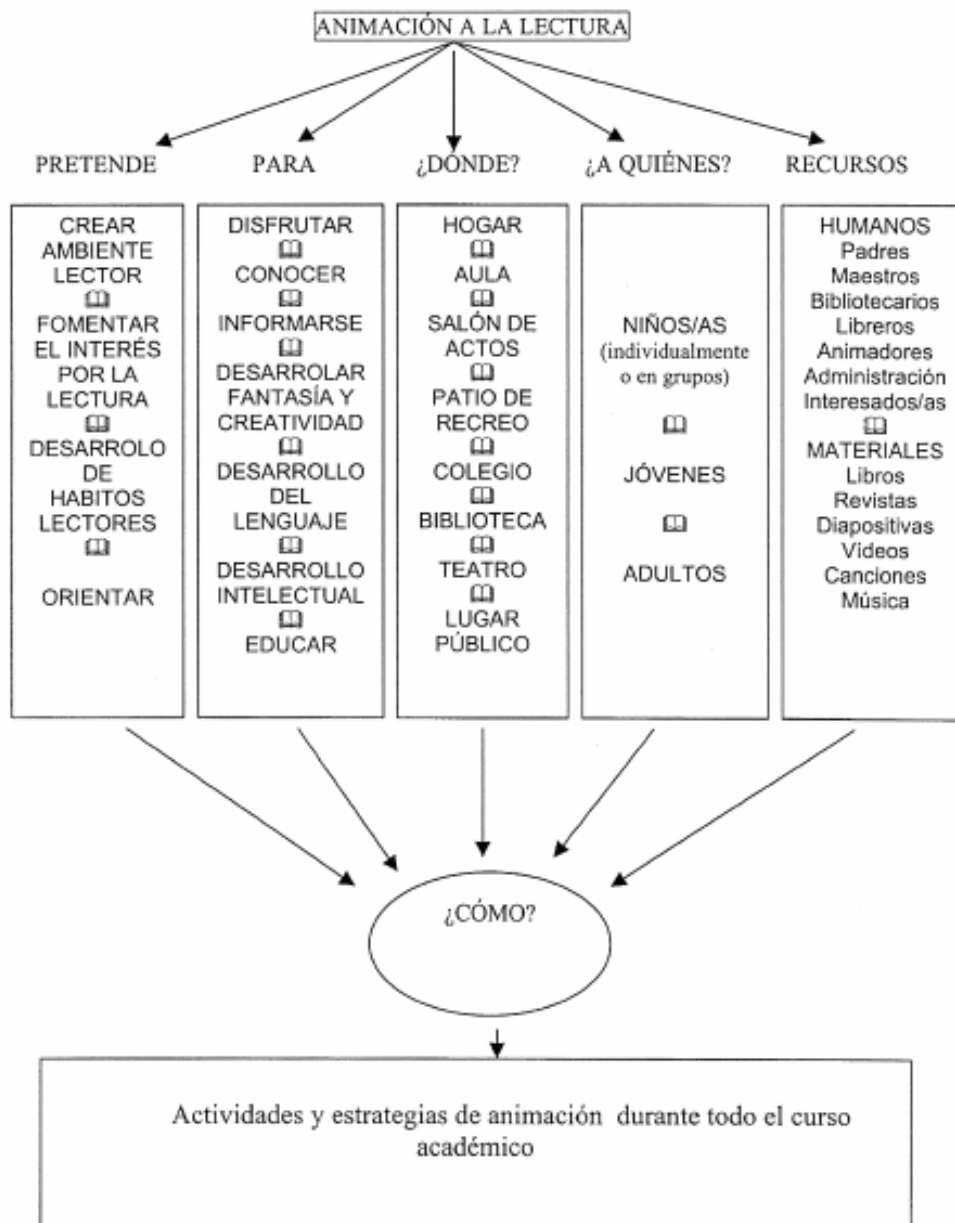 ANIMACIÓN A LA LECTURA
PRETENDE
PARA
¿DÓNDE?
¿A QUIÉNES?
RECURSOS
CREAR
AMBIENTE
LECTOR
FOMENTAR
EL INTERÉS
POR LA
LECTURA
DESARROLO
DE
HABITOS
LECTORES
ORIENTAR
DISFRUTAR
CONOCER
INFORMARSE
DESARROLAR
FANTASÍA Y
CREATIVIDAD
DESARROLLO
DEL
LENGUAJE
DESARROLLO
INTELECTUAL
EDUCAR
HOGAR
AULA
SALÓN DE
ACTOS
PATIO DE
RECREO
COLEGIO
BIBLIOTECA
TEATRO
LUGAR
PÚBLICO
NIÑOS/AS
(individualmente
o en grupos)
JÓVENES
ADULTOS
HUMANOS
Padres
Maestros
Bibliotecarios
Libreros
Animadores
Administración
Interesados/as
MATERIALES
Libros
Revistas
Diapositivas
Videos
Canciones
Música
¿CÓMO?
Actividades y estrategias de animación durante todo el curso
académico